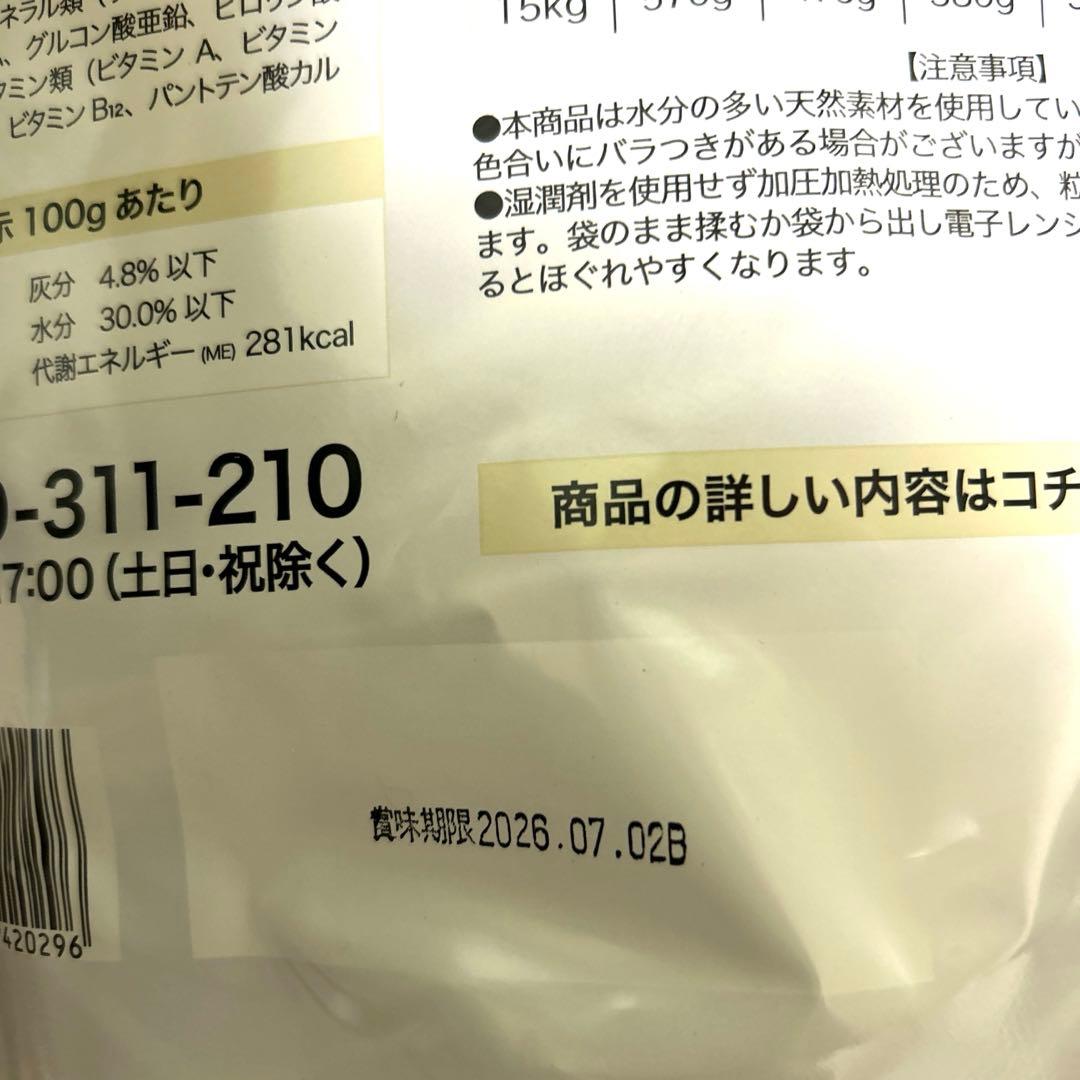 ネラル類
グルコン酸亜鉛、ピロリン酸
ミン類（ビタミン A、ビタミン
ビタミンB12、パントテン酸カル
示 100g あたり
灰分 4.8% 以下
水分 30.0% 以下
代謝エネルギー (ME) 281kcal
-311-210
7:00（土日・祝除く）
420296
15kg
【注意事項】
●本商品は水分の多い天然素材を使用してい
色合いにバラつきがある場合がございますが
●湿潤剤を使用せず加圧加熱処理のため、粒
ます。袋のまま揉むか袋から出し電子レンジ
るとほぐれやすくなります。
商品の詳しい内容はコチ
賞味期限2026.07.02B